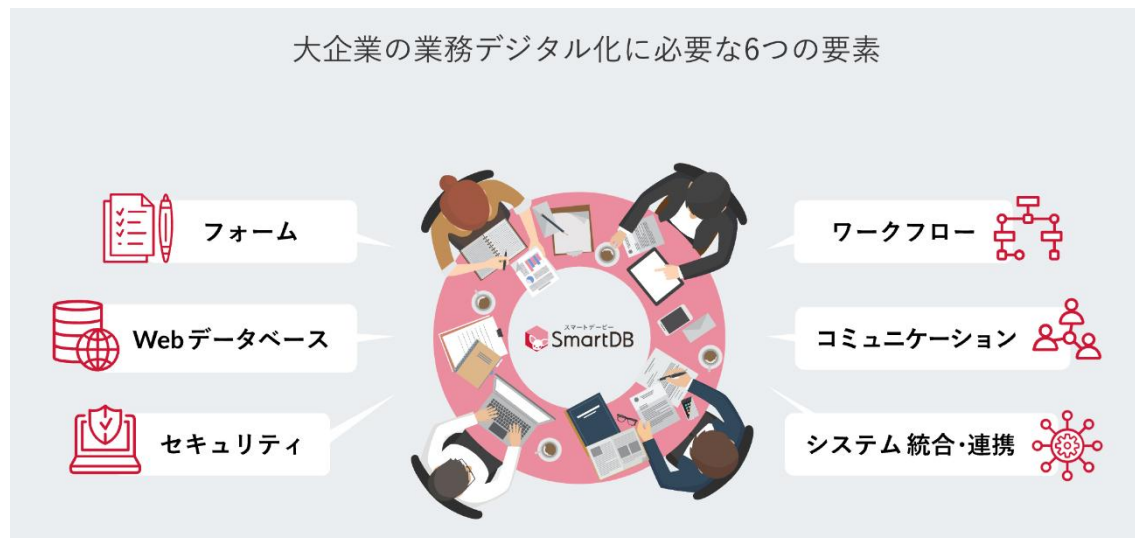 大企業の業務デジタル化に必要な6つの要素
フォーム
Webデータベース
セキュリティ
スマートデービー
SmartDB
ワークフロー
コミュニケーション
システム 統合・連携